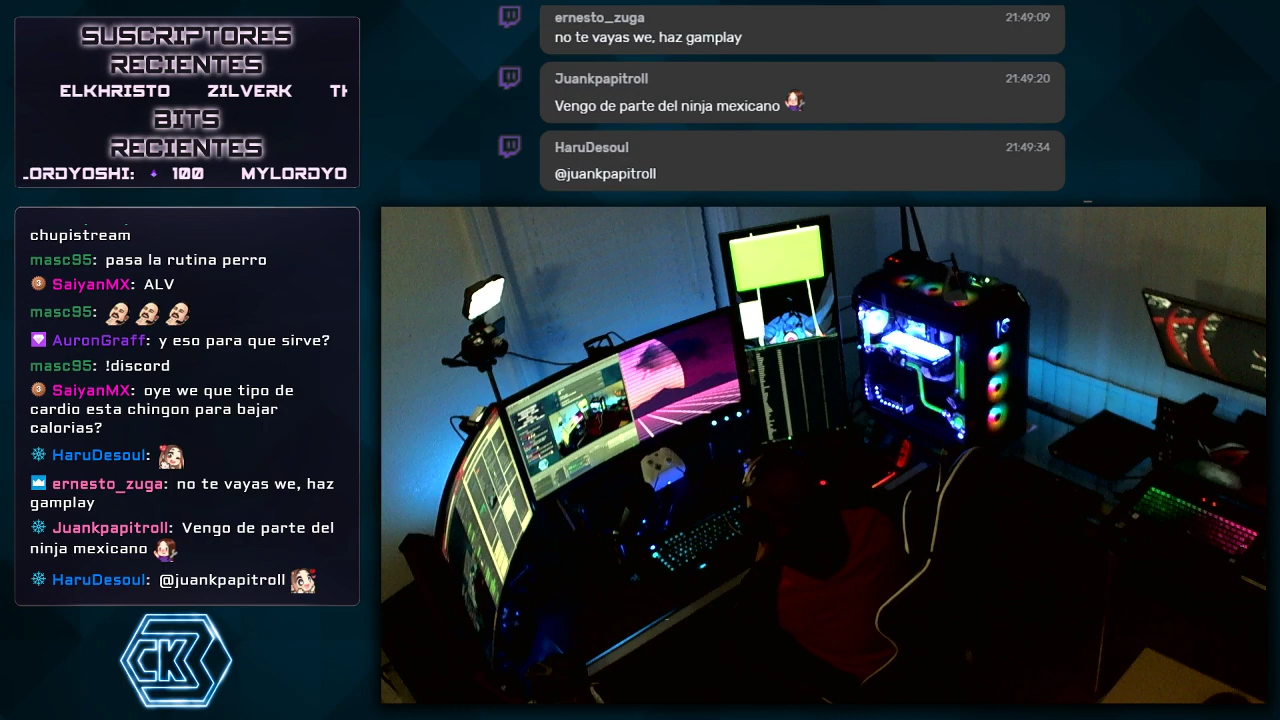 SUSCRIPTORES
RECIENTES
ELKHRISTO ZILVERK TH
BITS
RECIENTES
.ORDYOSHI: 100 MYLORDYO
ernesto_zuga 21:49:09
no te vayas we, haz gamplay
Juankpapitroll 21:49:20
Vengo de parte del ninja mexicano
HaruDesoul 21:49:34
@juankpapitroll
chupistream
masc95: pasa la rutina perro
SaiyanMX: ALV
masc95:
AuronGraff: y eso para que sirve?
masc95: !discord
SaiyanMX: oye we que tipo de
cardio esta chingon para bajar
calorias?
HaruDesoul:
ernesto_zuga: no te vayas we, haz
gamplay
Juankpapitroll: Vengo de parte del
ninja mexicano
HaruDesoul: @juankpapitroll
CK